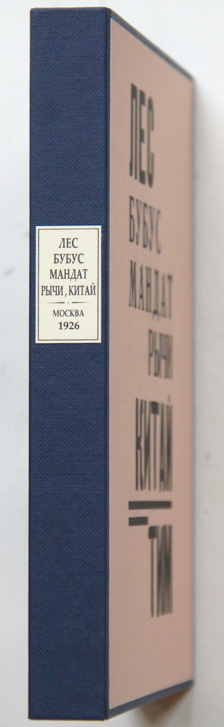 ЛЕС
БУБУС
МАНДАТ
РЫЧИ, КИТАЙ
МОСКВА
1926
ЛЕС
БУБУС
МАНДАТ
РЫЧИ
КИТАЙ
ТИМ